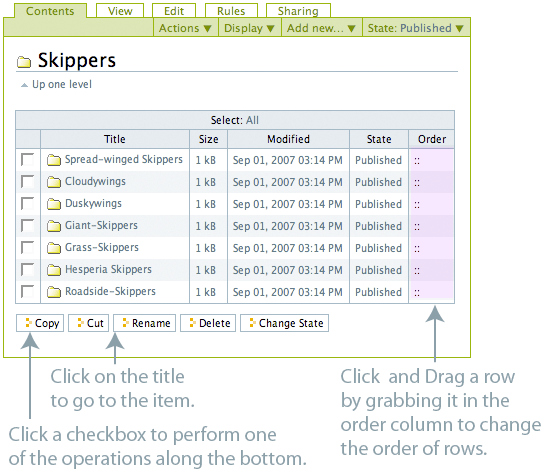 Contents View Edit Rules Sharing
Actions ▼ Display ▼ Add new... ▼ State: Published ▼
Skippers
Up one level
Select: All
Title Size Modified State Order
Spread-winged Skippers 1 kB Sep 01, 2007 03:14 PM Published ::
Cloudywings 1 kB Sep 01, 2007 03:14 PM Published ::
Duskywings 1 kB Sep 01, 2007 03:14 PM Published ::
Giant-Skippers 1 kB Sep 01, 2007 03:14 PM Published ::
Grass-Skippers 1 kB Sep 01, 2007 03:14 PM Published ::
Hesperia Skippers 1 kB Sep 01, 2007 03:14 PM Published ::
Roadside-Skippers 1 kB Sep 01, 2007 03:14 PM Published ::
Copy Cut Rename Delete Change State
Click on the title
to go to the item.
Click a checkbox to perform one
of the operations along the bottom.
Click and Drag a row
by grabbing it in the
order column to change
the order of rows.